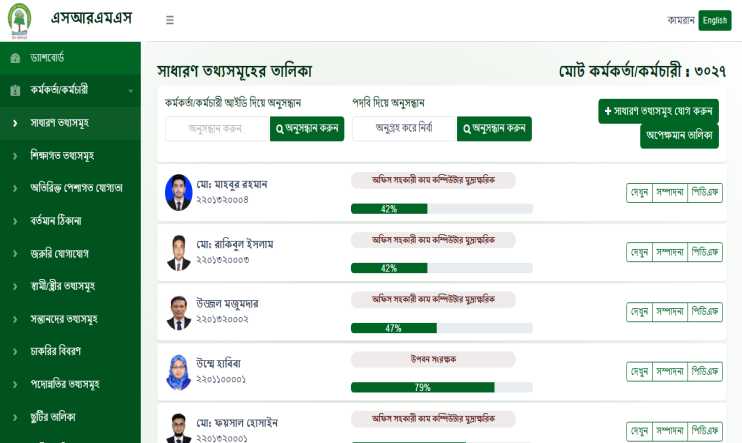 এসআরএমএস
কামরান English
ড্যাশবোর্ড
কর্মকর্তা/কর্মচারী
সাধারণ তথ্যসমূহ
শিক্ষাগত তথ্যসমূহ
অতিরিক্ত পেশাগত যোগ্যতা
বর্তমান ঠিকানা
জরুরি যোগাযোগ
স্বামী/স্ত্রীর তথ্যসমূহ
সন্তানদের তথ্যসমূহ
চাকরির বিবরণ
পদোন্নতির তথ্যসমূহ
ছুটির তালিকা
সাধারণ তথ্যসমূহের তালিকা
মোট কর্মকর্তা/কর্মচারী : ৩০২৭
কর্মকর্তা/কর্মচারী আইডি দিয়ে অনুসন্ধান
অনুসন্ধান করুন অনুসন্ধান করুন
পদবি দিয়ে অনুসন্ধান
অনুগ্রহ করে নির্বা অনুসন্ধান করুন
+ সাধারণ তথ্যসমূহ যোগ করুন
অপেক্ষমান তালিকা
মো: মাহবুর রহমান
২২০১৩২০০০৪
অফিস সহকারী কাম কম্পিউটার মুদ্রাক্ষরিক
42%
দেখুন সম্পাদনা পিডিএফ
মো: রাকিবুল ইসলাম
২২০১৩২০০০৩
অফিস সহকারী কাম কম্পিউটার মুদ্রাক্ষরিক
42%
দেখুন সম্পাদনা পিডিএফ
উজ্জল মজুমদার
২২০১৩২০০০২
অফিস সহকারী কাম কম্পিউটার মুদ্রাক্ষরিক
47%
দেখুন সম্পাদনা পিডিএফ
উম্মে হাবিবা
২২০১১০০০০১
উপবন সংরক্ষক
79%
দেখুন সম্পাদনা পিডিএফ
মো: ফয়সাল হোসাইন
২২০১৩২০০০১
অফিস সহকারী কাম কম্পিউটার মুদ্রাক্ষরিক
দেখুন সম্পাদনা পিডিএফ